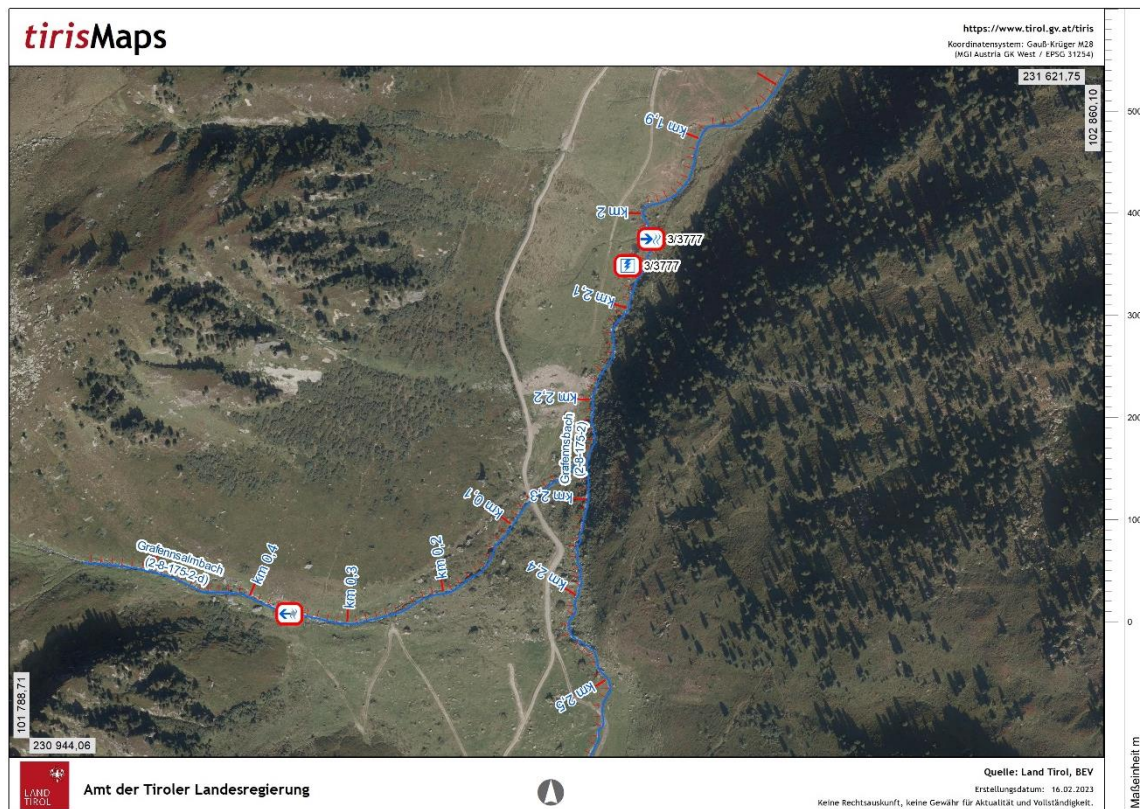 tirisMaps
https://www.tirol.gv.at/tiris
Koordinatensystem: Gauß-Krüger M28
(MGI Austria GK West / EPSG 31254)
231 621,75
102 860,10
km 1,9
km 2
3/3777
3/3777
km 2,1
km 2,2
Grafennsbach
(2-8-175-2)
km 2,3
km 0,1
km 0,2
km 2,4
Grafennsalmbach
(2-8-175-2-d)
km 0,4
km 0,3
km 2,5
101 788,71
230 944,06
500
400
300
200
100
0
Maßeinheit m
LAND
TIROL
Amt der Tiroler Landesregierung
Quelle: Land Tirol, BEV
Erstellungsdatum: 16.02.2023
Keine Rechtsauskunft, keine Gewähr für Aktualität und Vollständigkeit.